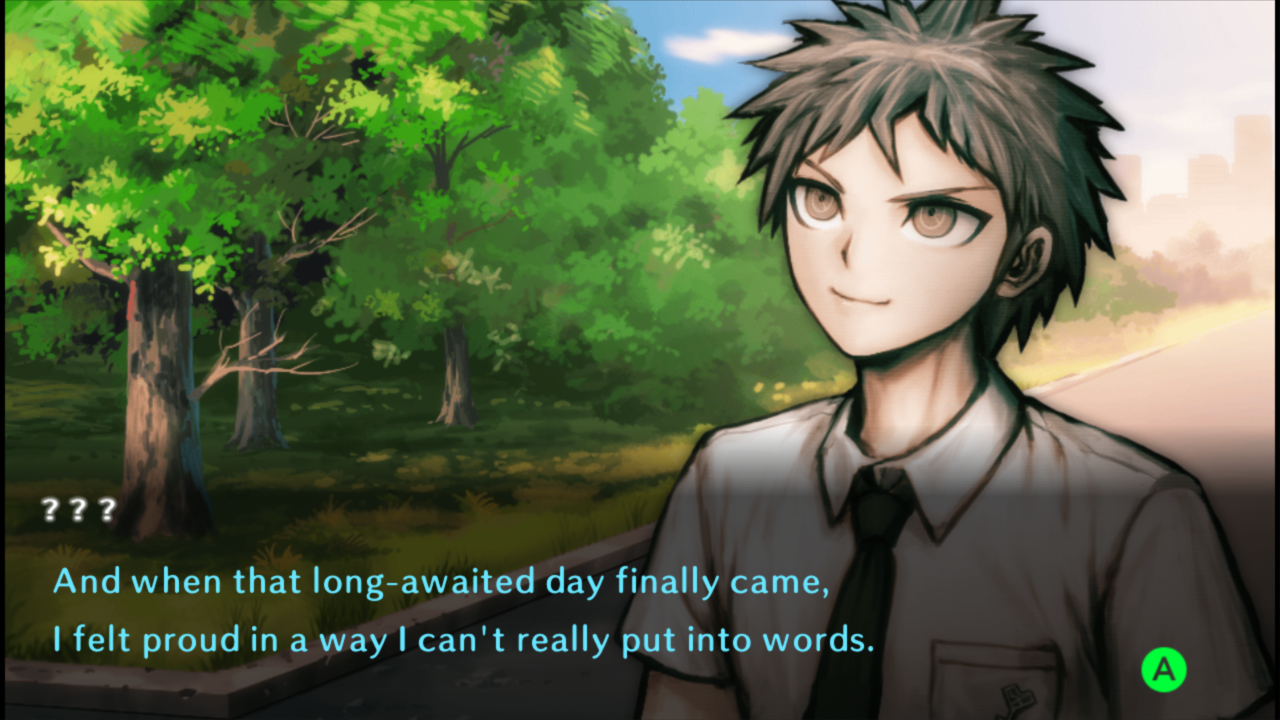 ???
And when that long-awaited day finally came,
I felt proud in a way I can't really put into words.
A